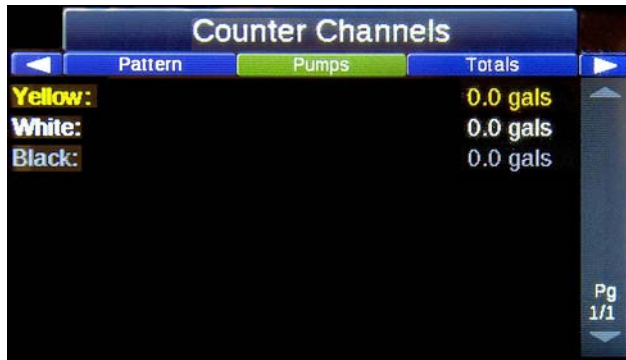 Counter Channels
Pattern Pumps Totals
Yellow: 0.0 gals
White: 0.0 gals
Black: 0.0 gals
Pg
1/1